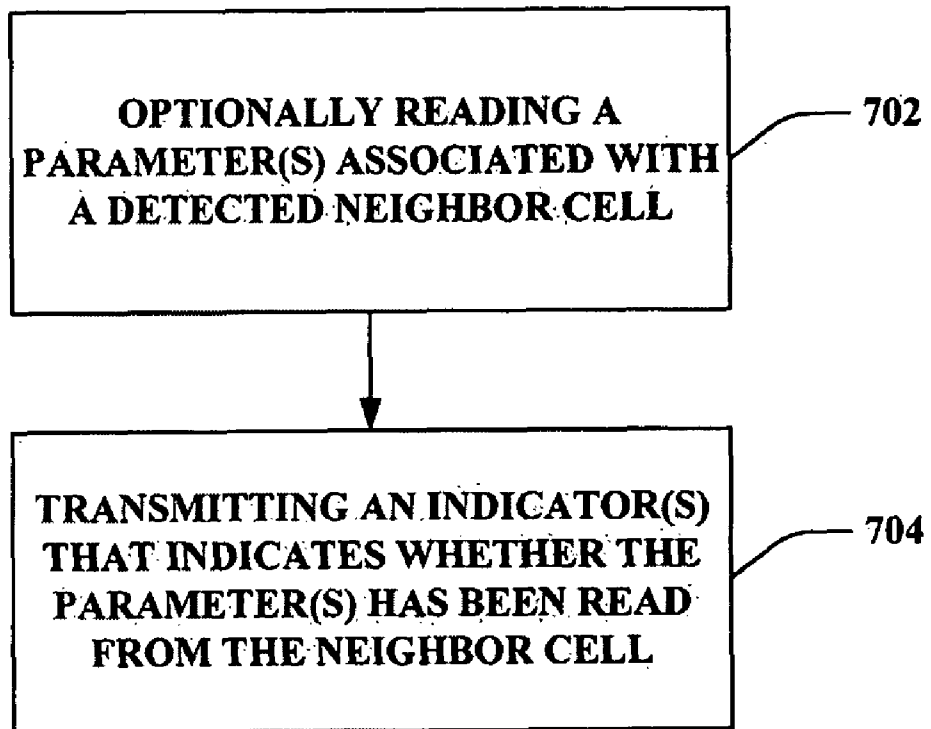 OPTIONALLY READING A
PARAMETER(S) ASSOCIATED WITH
A DETECTED NEIGHBOR CELL
702
TRANSMITTING AN INDICATOR(S)
THAT INDICATES WHETHER THE
PARAMETER(S) HAS BEEN READ
FROM THE NEIGHBOR CELL
704